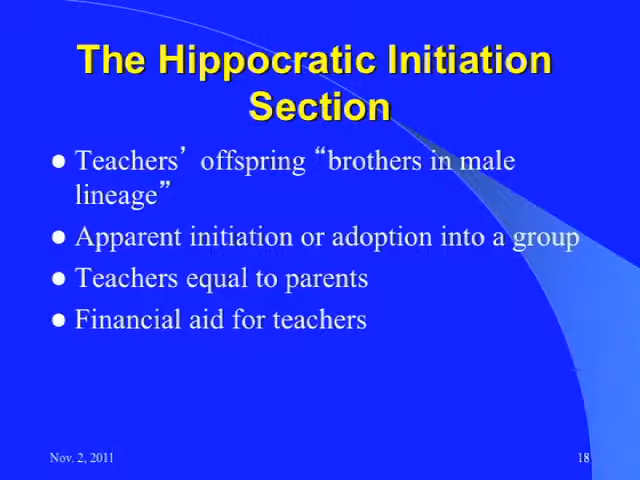 The Hippocratic Initiation
Section
● Teachers’ offspring “brothers in male
lineage”
● Apparent initiation or adoption into a group
● Teachers equal to parents
● Financial aid for teachers
Nov. 2, 2011 18